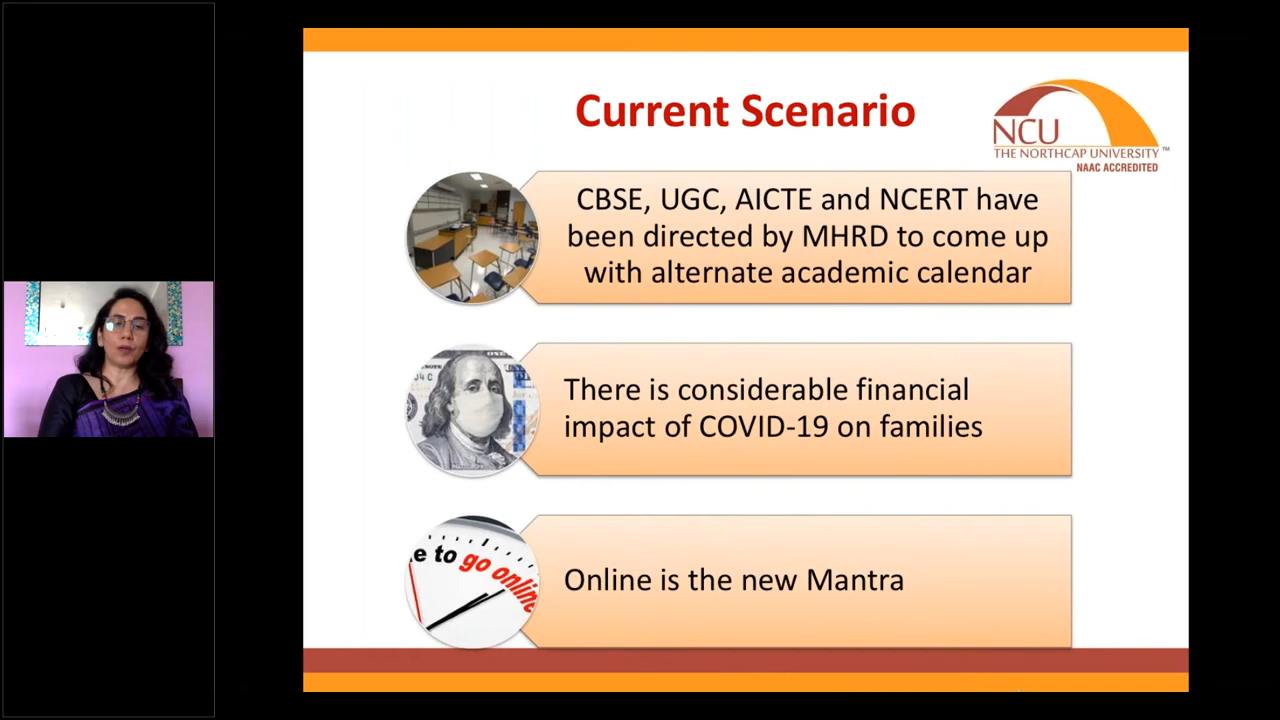 Current Scenario
NCU
THE NORTHCAP UNIVERSITY™
NAAC ACCREDITED
CBSE, UGC, AICTE and NCERT have
been directed by MHRD to come up
with alternate academic calendar
There is considerable financial
impact of COVID-19 on families
e to go online
Online is the new Mantra